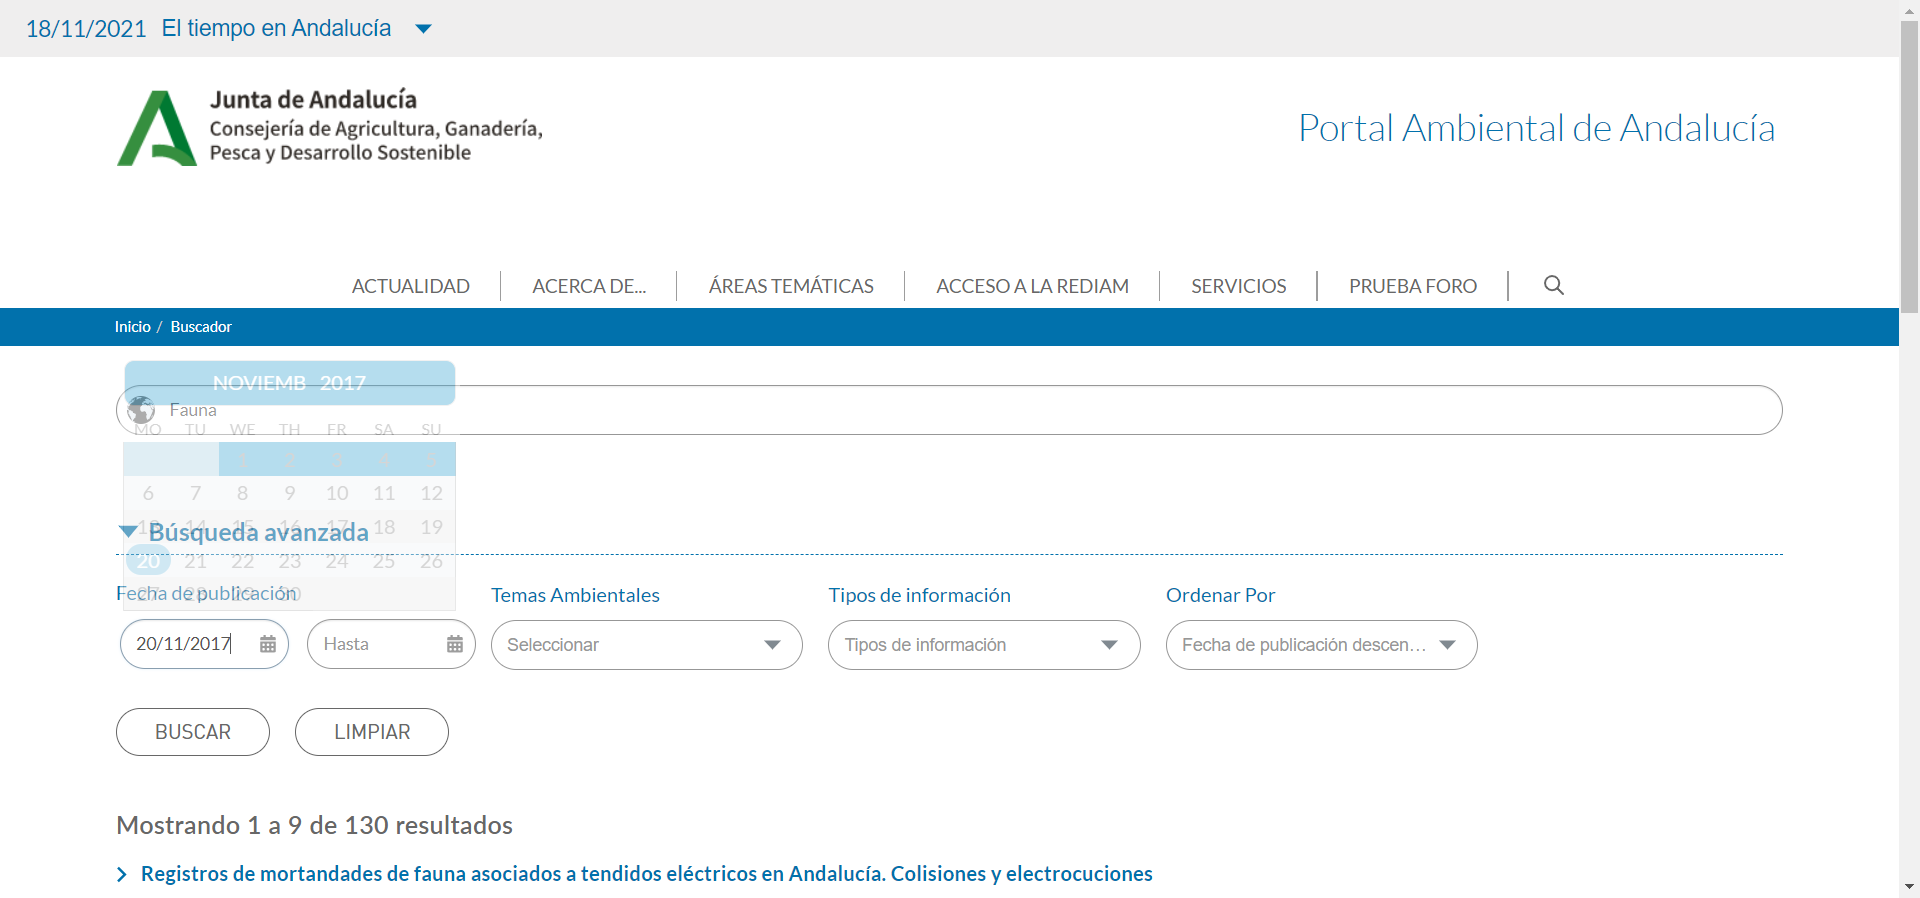 18/11/2021 El tiempo en Andalucía
Junta de Andalucía
Consejería de Agricultura, Ganadería,
Pesca y Desarrollo Sostenible
Portal Ambiental de Andalucía
ACTUALIDAD ACERCA DE... ÁREAS TEMÁTICAS ACCESO A LA REDIAM SERVICIOS PRUEBA FORO
Inicio / Buscador
NOVIEMB 2017
Fauna
MO TU WE TH FR SA SU
1 2 3 4 5
6 7 8 9 10 11 12
13 14 15 16 17 18 19
Búsqueda avanzada
20 21 22 23 24 25 26
27 28 29 30
Fecha de publicación Temas Ambientales Tipos de información Ordenar Por
20/11/2017 Hasta Seleccionar Tipos de información Fecha de publicación descen...
BUSCAR LIMPIAR
Mostrando 1 a 9 de 130 resultados
Registros de mortandades de fauna asociados a tendidos eléctricos en Andalucía. Colisiones y electrocuciones